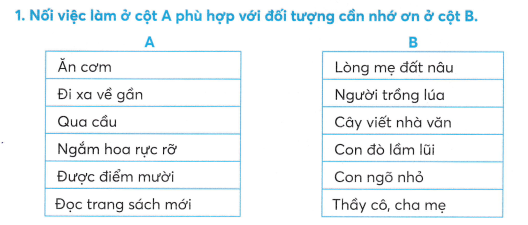 1. Nối việc làm ở cột A phù hợp với đối tượng cần nhớ ơn ở cột B.
A
B
Ăn cơm
Lòng mẹ đất nâu
Đi xa về gần
Người trồng lúa
Qua cầu
Cây viết nhà văn
Ngắm hoa rực rỡ
Con đò lầm lũi
Được điểm mười
Con ngõ nhỏ
Đọc trang sách mới
Thầy cô, cha mẹ